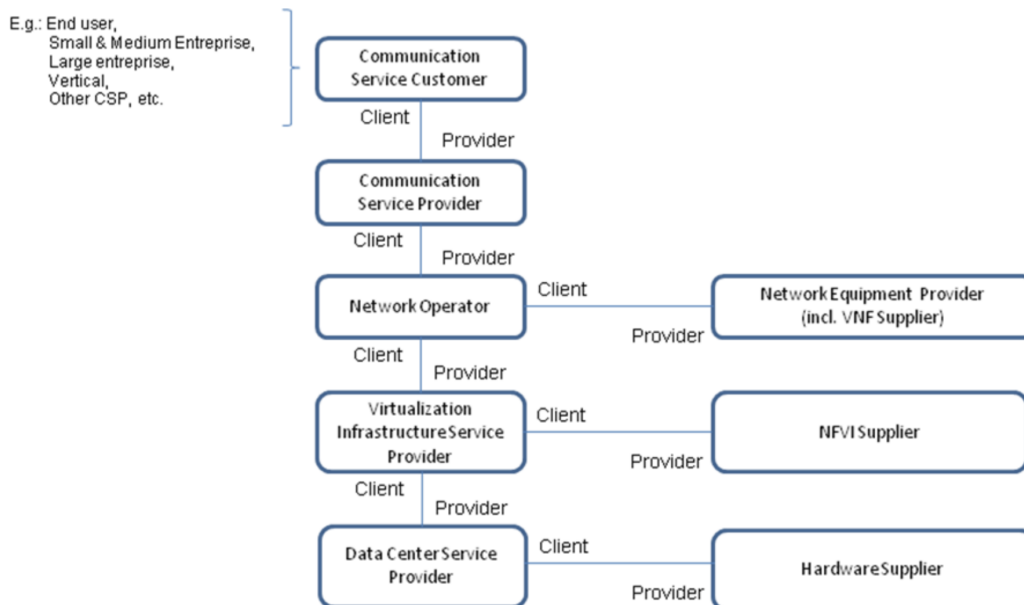 E.g.: End user,
Small & Medium Entreprise,
Large entreprise,
Vertical,
Other CSP, etc.
Communication
Service Customer
Client
Provider
Communication
Service Provider
Client
Provider
Network Operator
Client
Provider
Network Equipment Provider
(incl. VNF Supplier)
Client
Provider
Virtualization
Infrastructure Service
Provider
Client
Provider
NFVI Supplier
Client
Provider
Data Center Service
Provider
Client
Provider
Hardware Supplier